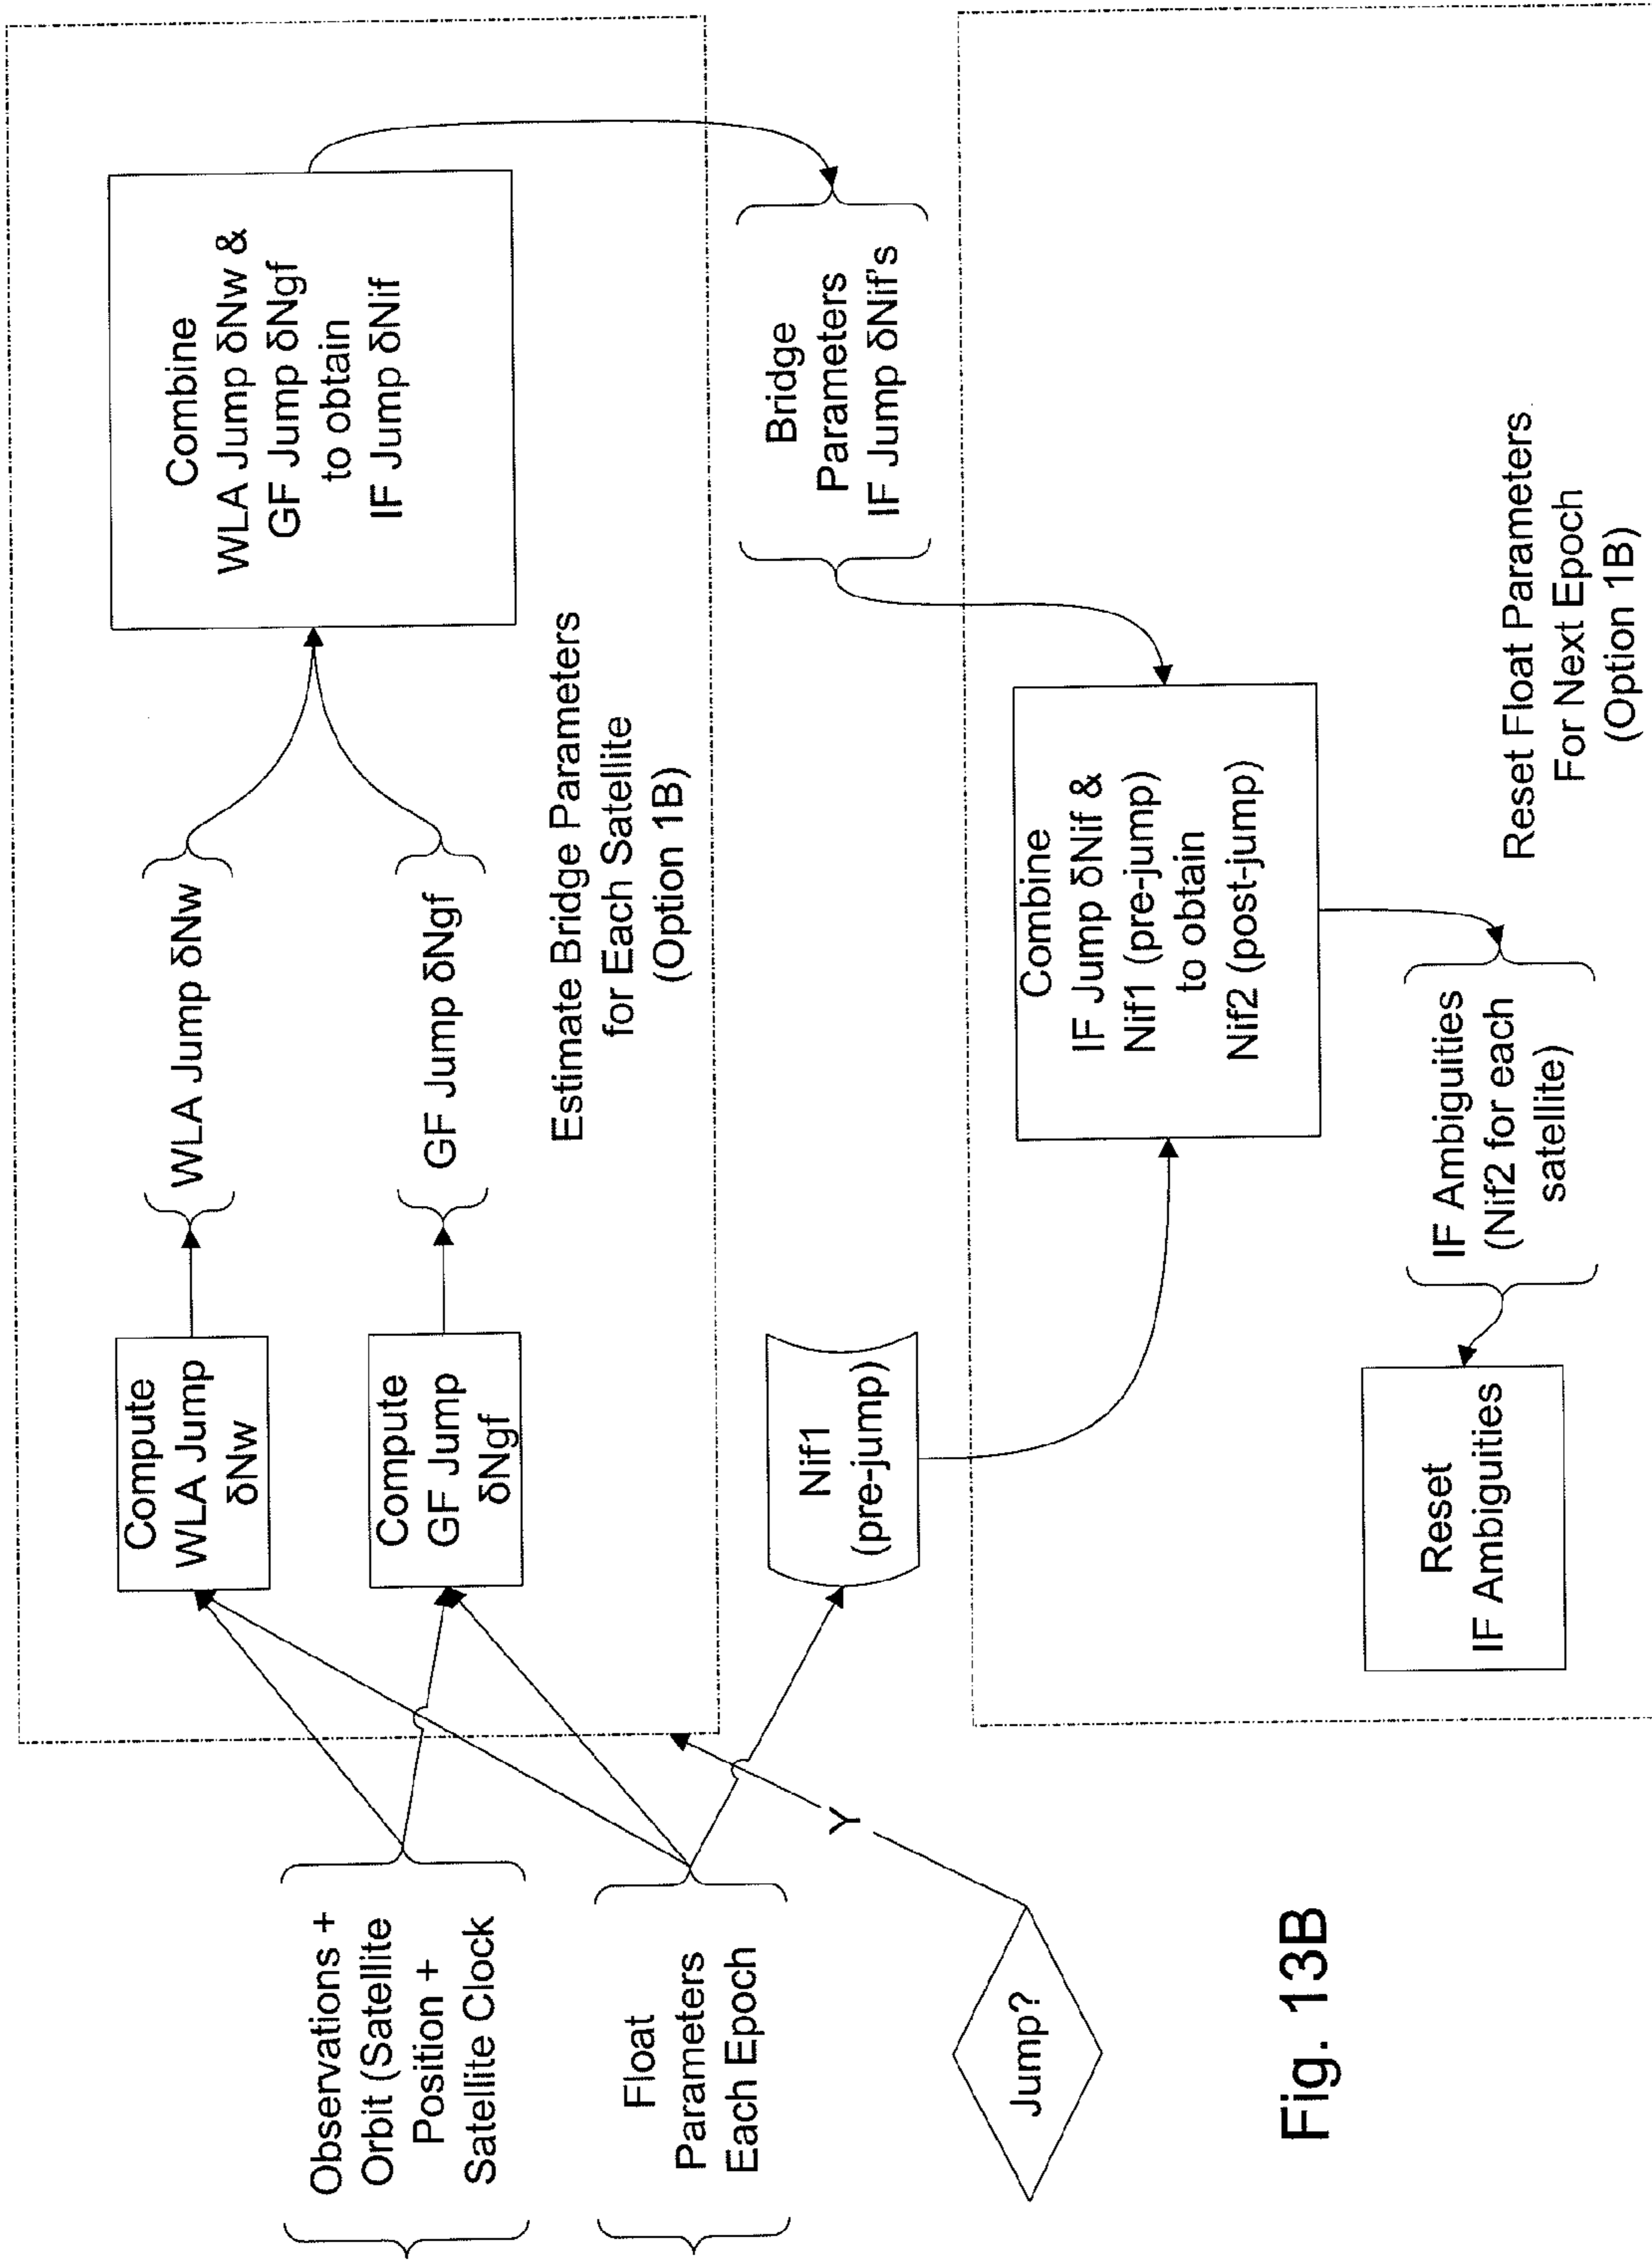 Observations +
Orbit (Satellite
Position +
Satellite Clock
Float
Parameters
Each Epoch
Jump?
Y
Compute
WLA Jump
δNw
WLA Jump δNw
Compute
GF Jump
δNgf
GF Jump δNgf
Combine
WLA Jump δNw &
GF Jump δNgf
to obtain
IF Jump δNif
Estimate Bridge Parameters
for Each Satellite
(Option 1B)
Bridge
Parameters
IF Jump δNif's
Nif1
(pre-jump)
Combine
IF Jump δNif &
Nif1 (pre-jump)
to obtain
Nif2 (post-jump)
IF Ambiguities
(Nif2 for each
satellite)
Reset
IF Ambiguities
Reset Float Parameters
For Next Epoch
(Option 1B)
Fig. 13B